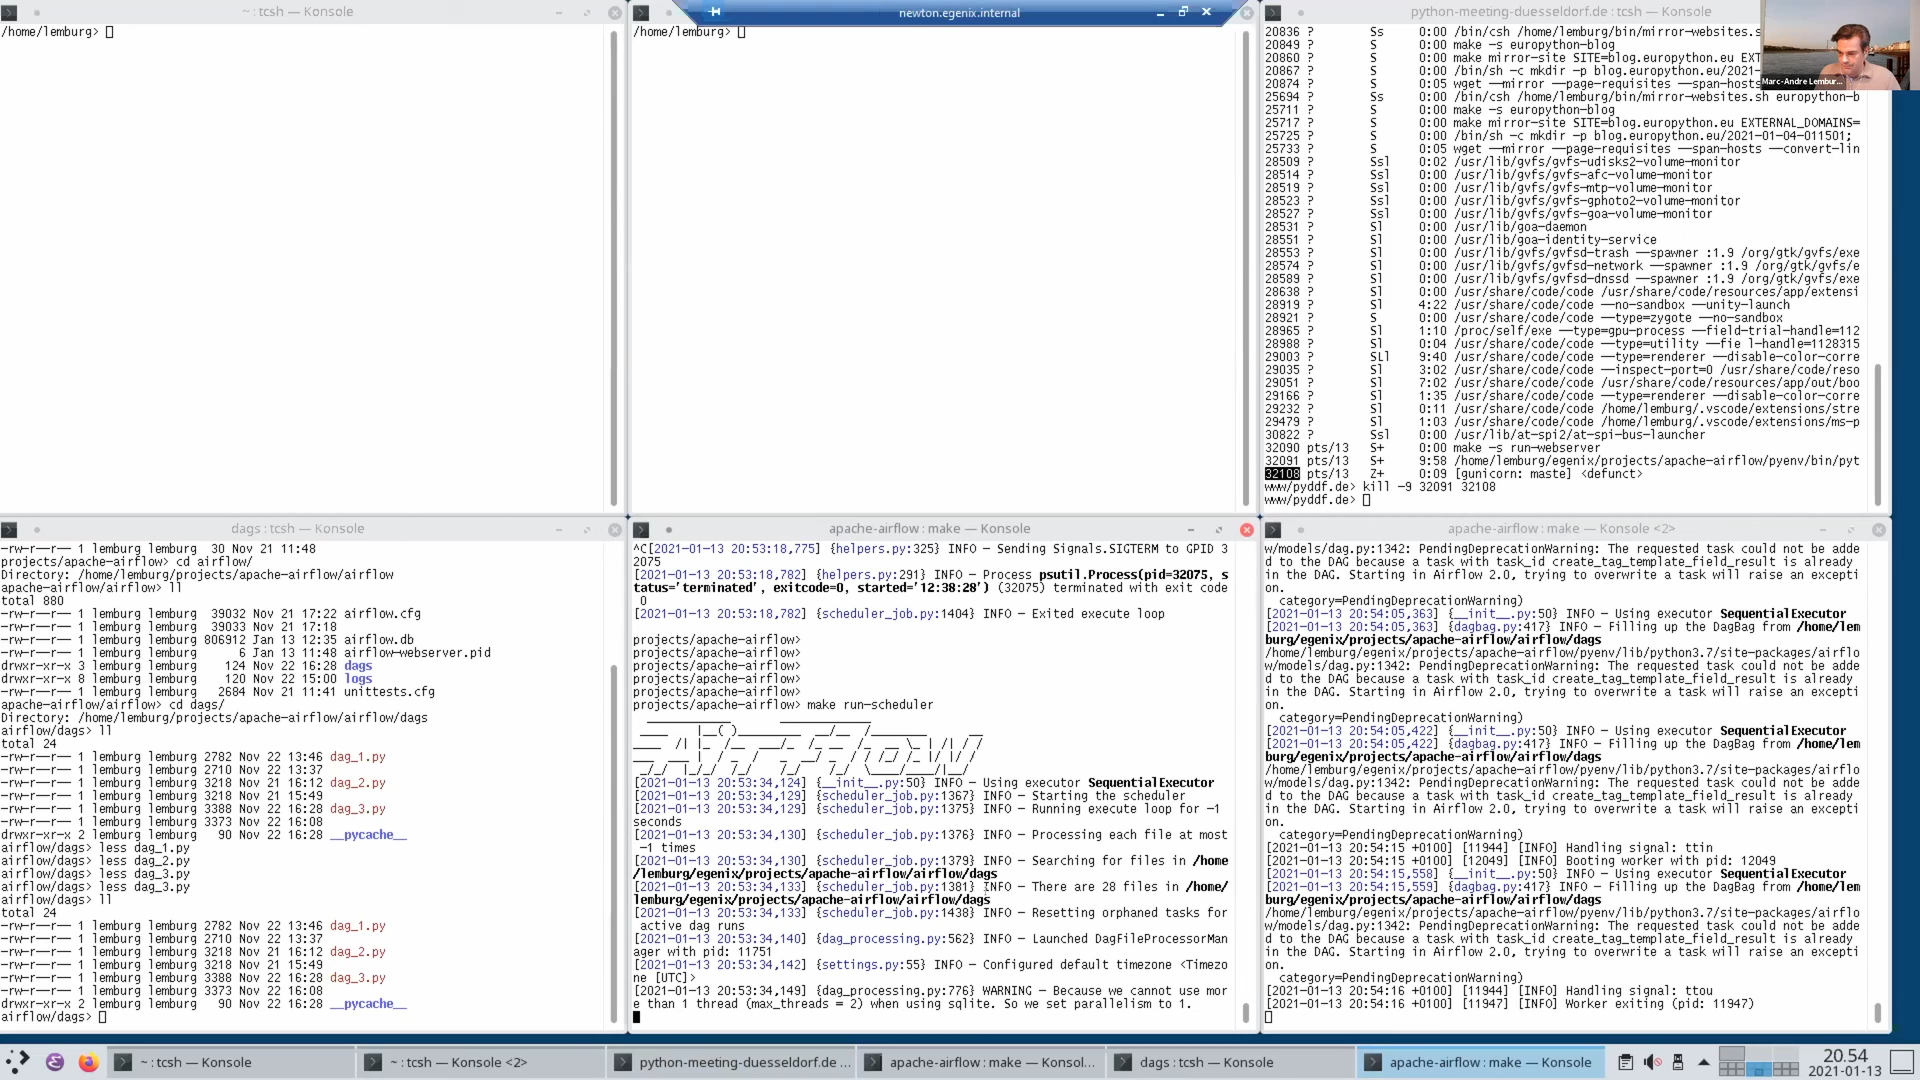 ~ : tcsh — Konsole
/home/lemburg>
newton.egenix.internal
/home/lemburg>
python-meeting-duesseldorf.de : tcsh — Konsole
20836 ?        Ss     0:00 /bin/csh /home/lemburg/bin/mirror-websites.s
20849 ?        S      0:00 make -s europython-blog
20860 ?        S      0:00 make mirror-site SITE=blog.europython.eu EXT
20867 ?        S      0:00 /bin/sh -c mkdir -p blog.europython.eu/2021-
20874 ?        S      0:05 wget --mirror --page-requisites --span-hosts
25694 ?        Ss     0:00 /bin/csh /home/lemburg/bin/mirror-websites.sh europython-b
25711 ?        S      0:00 make -s europython-blog
25717 ?        S      0:00 make mirror-site SITE=blog.europython.eu EXTERNAL_DOMAINS=
25725 ?        S      0:00 /bin/sh -c mkdir -p blog.europython.eu/2021-01-04-011501;
25733 ?        S      0:05 wget --mirror --page-requisites --span-hosts --convert-lin
28509 ?        Ssl    0:02 /usr/lib/gvfs/gvfs-udisks2-volume-monitor
28514 ?        Ssl    0:00 /usr/lib/gvfs/gvfs-afc-volume-monitor
28519 ?        Ssl    0:00 /usr/lib/gvfs/gvfs-mtp-volume-monitor
28523 ?        Ssl    0:00 /usr/lib/gvfs/gvfs-gphoto2-volume-monitor
28527 ?        Ssl    0:00 /usr/lib/gvfs/gvfs-goa-volume-monitor
28531 ?        Sl     0:00 /usr/lib/goa-daemon
28551 ?        Sl     0:00 /usr/lib/goa-identity-service
28553 ?        Sl     0:00 /usr/lib/gvfs/gvfsd-trash --spawner :1.9 /org/gtk/gvfs/exe
28574 ?        Sl     0:00 /usr/lib/gvfs/gvfsd-network --spawner :1.9 /org/gtk/gvfs/e
28589 ?        Sl     0:00 /usr/lib/gvfs/gvfsd-dnssd --spawner :1.9 /org/gtk/gvfs/exe
28638 ?        Sl     0:00 /usr/share/code/code /usr/share/code/resources/app/extensi
28919 ?        Sl     4:22 /usr/share/code/code --no-sandbox --unity-launch
28921 ?        S      0:00 /usr/share/code/code --type=zygote --no-sandbox
28965 ?        Sl     1:10 /proc/self/exe --type=gpu-process --field-trial-handle=112
28988 ?        Sl     0:04 /usr/share/code/code --type=utility --fie l-handle=1128315
29003 ?        SLl    9:40 /usr/share/code/code --type=renderer --disable-color-corre
29035 ?        Sl     3:02 /usr/share/code/code --inspect-port=0 /usr/share/code/reso
29051 ?        Sl     7:02 /usr/share/code/code /usr/share/code/resources/app/out/boo
29166 ?        Sl     1:35 /usr/share/code/code --type=renderer --disable-color-corre
29232 ?        Sl     0:11 /usr/share/code/code /home/lemburg/.vscode/extensions/stre
29479 ?        Sl     1:03 /usr/share/code/code /home/lemburg/.vscode/extensions/ms-p
30822 ?        Ssl    0:00 /usr/lib/at-spi2/at-spi-bus-launcher
32090 pts/13   S+     0:00 make -s run-webserver
32091 pts/13   S+     9:58 /home/lemburg/egenix/projects/apache-airflow/pyenv/bin/pyt
32108 pts/13   Z+     0:09 [gunicorn: maste] <defunct>
www/pyddf.de> kill -9 32091 32108
www/pyddf.de>
Marc-Andre Lembur...
dags : tcsh — Konsole
-rw-r--r-- 1 lemburg lemburg  30 Nov 21 11:48
projects/apache-airflow> cd airflow/
Directory: /home/lemburg/projects/apache-airflow/airflow
apache-airflow/airflow> ll
total 880
-rw-r--r-- 1 lemburg lemburg  39032 Nov 21 17:22 airflow.cfg
-rw-r--r-- 1 lemburg lemburg  39033 Nov 21 17:18
-rw-r--r-- 1 lemburg lemburg 806912 Jan 13 12:35 airflow.db
-rw-r--r-- 1 lemburg lemburg      6 Jan 13 11:48 airflow-webserver.pid
drwxr-xr-x 3 lemburg lemburg    124 Nov 22 16:28 dags
drwxr-xr-x 8 lemburg lemburg    120 Nov 22 15:00 logs
-rw-r--r-- 1 lemburg lemburg   2684 Nov 21 11:41 unittests.cfg
apache-airflow/airflow> cd dags/
Directory: /home/lemburg/projects/apache-airflow/airflow/dags
airflow/dags> ll
total 24
-rw-r--r-- 1 lemburg lemburg 2782 Nov 22 13:46 dag_1.py
-rw-r--r-- 1 lemburg lemburg 2710 Nov 22 13:37
-rw-r--r-- 1 lemburg lemburg 3218 Nov 21 16:12 dag_2.py
-rw-r--r-- 1 lemburg lemburg 3218 Nov 21 15:49
-rw-r--r-- 1 lemburg lemburg 3388 Nov 22 16:28 dag_3.py
-rw-r--r-- 1 lemburg lemburg 3373 Nov 22 16:08
drwxr-xr-x 2 lemburg lemburg   90 Nov 22 16:28 __pycache__
airflow/dags> less dag_1.py
airflow/dags> less dag_2.py
airflow/dags> less dag_3.py
airflow/dags> less dag_3.py
airflow/dags> ll
total 24
-rw-r--r-- 1 lemburg lemburg 2782 Nov 22 13:46 dag_1.py
-rw-r--r-- 1 lemburg lemburg 2710 Nov 22 13:37
-rw-r--r-- 1 lemburg lemburg 3218 Nov 21 16:12 dag_2.py
-rw-r--r-- 1 lemburg lemburg 3218 Nov 21 15:49
-rw-r--r-- 1 lemburg lemburg 3388 Nov 22 16:28 dag_3.py
-rw-r--r-- 1 lemburg lemburg 3373 Nov 22 16:08
drwxr-xr-x 2 lemburg lemburg   90 Nov 22 16:28 __pycache__
airflow/dags>
apache-airflow : make — Konsole
^C[2021-01-13 20:53:18,775] {helpers.py:325} INFO - Sending Signals.SIGTERM to GPID 3
2075
[2021-01-13 20:53:18,782] {helpers.py:291} INFO - Process psutil.Process(pid=32075, s
tatus='terminated', exitcode=0, started='12:38:28') (32075) terminated with exit code
 0
[2021-01-13 20:53:18,782] {scheduler_job.py:1404} INFO - Exited execute loop
projects/apache-airflow>
projects/apache-airflow>
projects/apache-airflow>
projects/apache-airflow>
projects/apache-airflow>
projects/apache-airflow> make run-scheduler
[2021-01-13 20:53:34,124] {__init__.py:50} INFO - Using executor SequentialExecutor
[2021-01-13 20:53:34,129] {scheduler_job.py:1367} INFO - Starting the scheduler
[2021-01-13 20:53:34,129] {scheduler_job.py:1375} INFO - Running execute loop for -1
seconds
[2021-01-13 20:53:34,130] {scheduler_job.py:1376} INFO - Processing each file at most
 -1 times
[2021-01-13 20:53:34,130] {scheduler_job.py:1379} INFO - Searching for files in /home
/lemburg/egenix/projects/apache-airflow/airflow/dags
[2021-01-13 20:53:34,133] {scheduler_job.py:1381} INFO - There are 28 files in /home/
lemburg/egenix/projects/apache-airflow/airflow/dags
[2021-01-13 20:53:34,133] {scheduler_job.py:1438} INFO - Resetting orphaned tasks for
 active dag runs
[2021-01-13 20:53:34,140] {dag_processing.py:562} INFO - Launched DagFileProcessorMan
ager with pid: 11751
[2021-01-13 20:53:34,142] {settings.py:55} INFO - Configured default timezone <Timezo
ne [UTC]>
[2021-01-13 20:53:34,149] {dag_processing.py:776} WARNING - Because we cannot use mor
e than 1 thread (max_threads = 2) when using sqlite. So we set parallelism to 1.
apache-airflow : make — Konsole <2>
w/models/dag.py:1342: PendingDeprecationWarning: The requested task could not be adde
d to the DAG because a task with task_id create_tag_template_field_result is already
in the DAG. Starting in Airflow 2.0, trying to overwrite a task will raise an excepti
on.
  category=PendingDeprecationWarning)
[2021-01-13 20:54:05,363] {__init__.py:50} INFO - Using executor SequentialExecutor
[2021-01-13 20:54:05,363] {dagbag.py:417} INFO - Filling up the DagBag from /home/lem
burg/egenix/projects/apache-airflow/airflow/dags
/home/lemburg/egenix/projects/apache-airflow/pyenv/lib/python3.7/site-packages/airflo
w/models/dag.py:1342: PendingDeprecationWarning: The requested task could not be adde
d to the DAG because a task with task_id create_tag_template_field_result is already
in the DAG. Starting in Airflow 2.0, trying to overwrite a task will raise an excepti
on.
  category=PendingDeprecationWarning)
[2021-01-13 20:54:05,422] {__init__.py:50} INFO - Using executor SequentialExecutor
[2021-01-13 20:54:05,422] {dagbag.py:417} INFO - Filling up the DagBag from /home/lem
burg/egenix/projects/apache-airflow/airflow/dags
/home/lemburg/egenix/projects/apache-airflow/pyenv/lib/python3.7/site-packages/airflo
w/models/dag.py:1342: PendingDeprecationWarning: The requested task could not be adde
d to the DAG because a task with task_id create_tag_template_field_result is already
in the DAG. Starting in Airflow 2.0, trying to overwrite a task will raise an excepti
on.
  category=PendingDeprecationWarning)
[2021-01-13 20:54:15 +0100] [11944] [INFO] Handling signal: ttin
[2021-01-13 20:54:15 +0100] [12049] [INFO] Booting worker with pid: 12049
[2021-01-13 20:54:15,558] {__init__.py:50} INFO - Using executor SequentialExecutor
[2021-01-13 20:54:15,559] {dagbag.py:417} INFO - Filling up the DagBag from /home/lem
burg/egenix/projects/apache-airflow/airflow/dags
/home/lemburg/egenix/projects/apache-airflow/pyenv/lib/python3.7/site-packages/airflo
w/models/dag.py:1342: PendingDeprecationWarning: The requested task could not be adde
d to the DAG because a task with task_id create_tag_template_field_result is already
in the DAG. Starting in Airflow 2.0, trying to overwrite a task will raise an excepti
on.
  category=PendingDeprecationWarning)
[2021-01-13 20:54:16 +0100] [11944] [INFO] Handling signal: ttou
[2021-01-13 20:54:16 +0100] [11947] [INFO] Worker exiting (pid: 11947)
~ : tcsh — Konsole
~ : tcsh — Konsole <2>
python-meeting-duesseldorf.de ...
apache-airflow : make — Konsol...
dags : tcsh — Konsole
apache-airflow : make — Konsole
20.54
2021-01-13